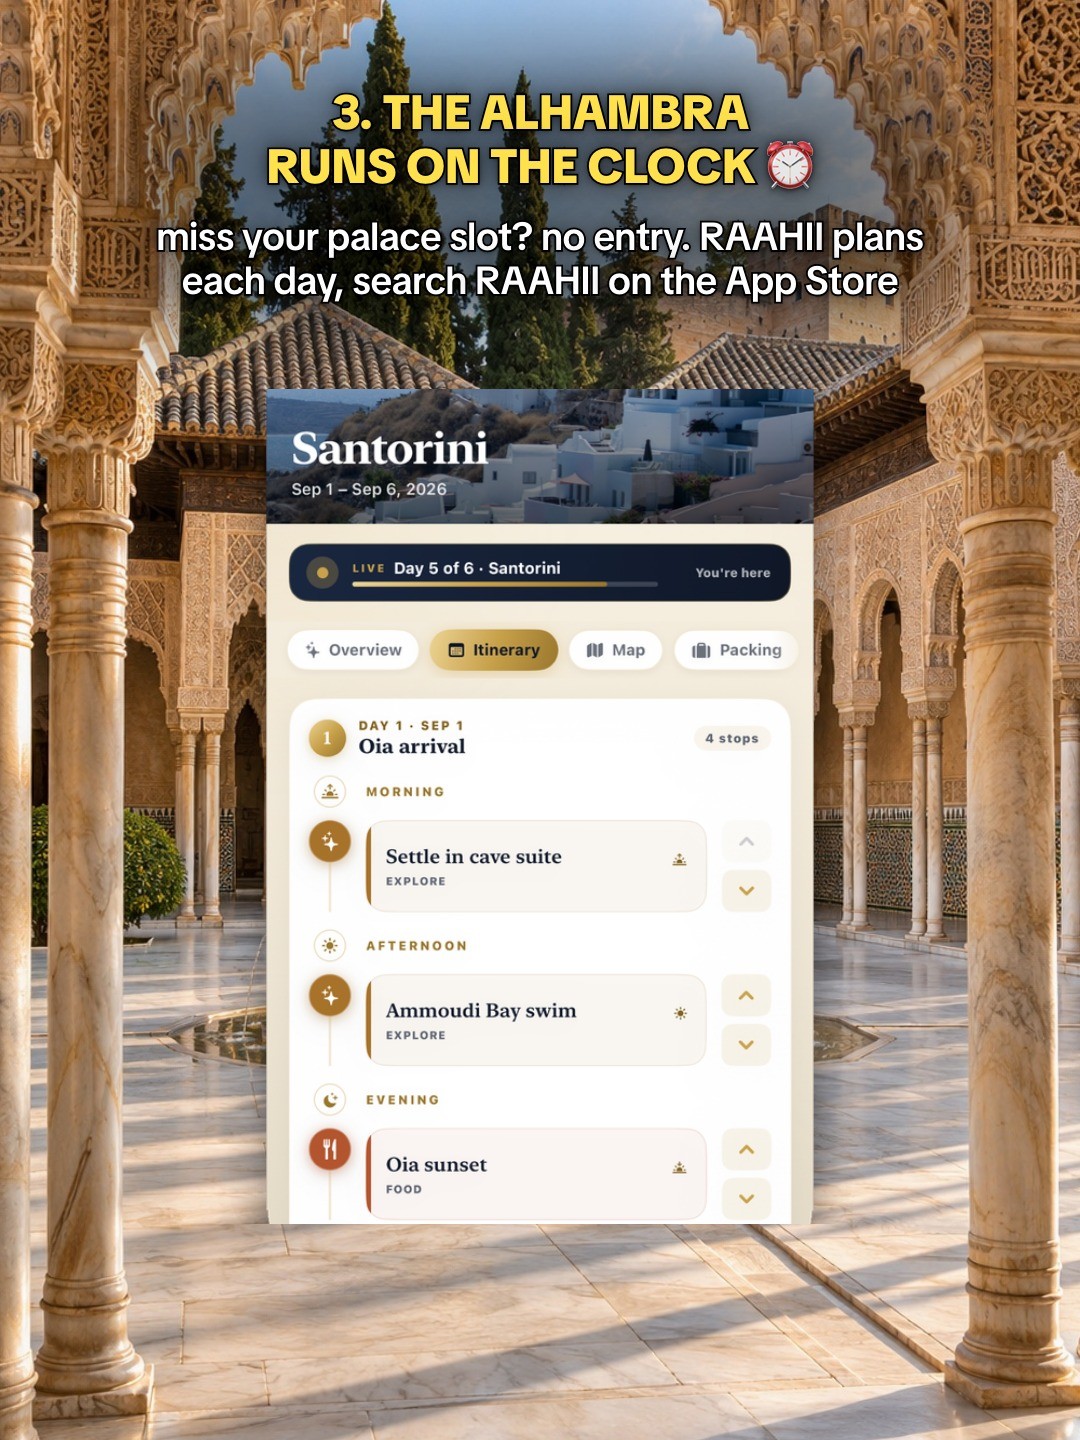 3. THE ALHAMBRA
RUNS ON THE CLOCK ⏰
miss your palace slot? no entry. RAAHII plans
each day, search RAAHII on the App Store
Santorini
Sep 1 – Sep 6, 2026
LIVE Day 5 of 6 · Santorini You're here
Overview Itinerary Map Packing
1 DAY 1 · SEP 1
Oia arrival 4 stops
MORNING
Settle in cave suite
EXPLORE
AFTERNOON
Ammoudi Bay swim
EXPLORE
EVENING
Oia sunset
FOOD